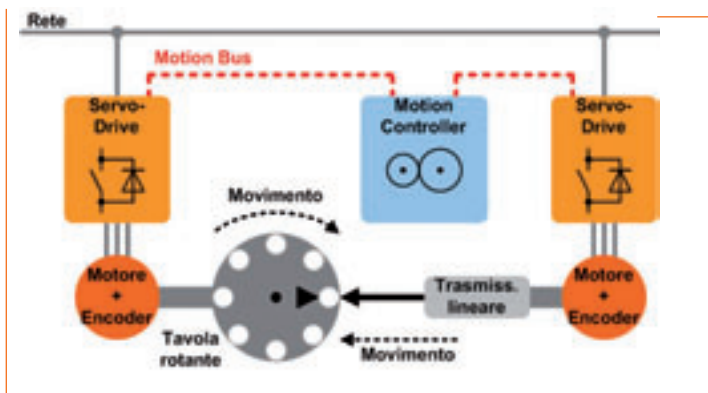 Rete
Motion Bus
Servo-
Drive
Motion
Controller
Servo-
Drive
Movimento
Motore
+
Encoder
Trasmiss.
lineare
Motore
+
Encoder
Tavola
rotante
Movimento